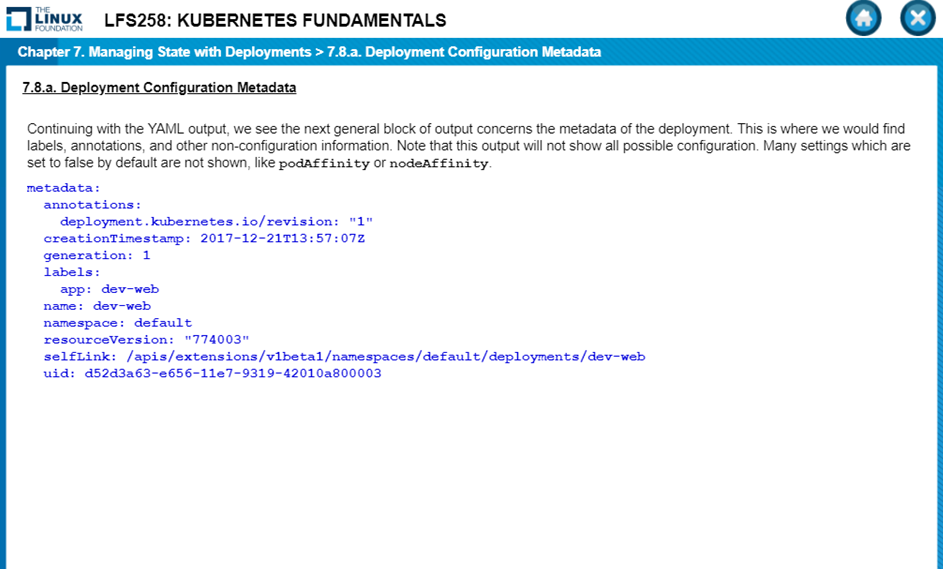 THE
LINUX
FOUNDATION
LFS258: KUBERNETES FUNDAMENTALS
Chapter 7. Managing State with Deployments > 7.8.a. Deployment Configuration Metadata
7.8.a. Deployment Configuration Metadata
Continuing with the YAML output, we see the next general block of output concerns the metadata of the deployment. This is where we would find
labels, annotations, and other non-configuration information. Note that this output will not show all possible configuration. Many settings which are
set to false by default are not shown, like podAffinity or nodeAffinity.
metadata:
  annotations:
    deployment.kubernetes.io/revision: "1"
  creationTimestamp: 2017-12-21T13:57:07Z
  generation: 1
  labels:
    app: dev-web
  name: dev-web
  namespace: default
  resourceVersion: "774003"
  selfLink: /apis/extensions/v1beta1/namespaces/default/deployments/dev-web
  uid: d52d3a63-e656-11e7-9319-42010a800003